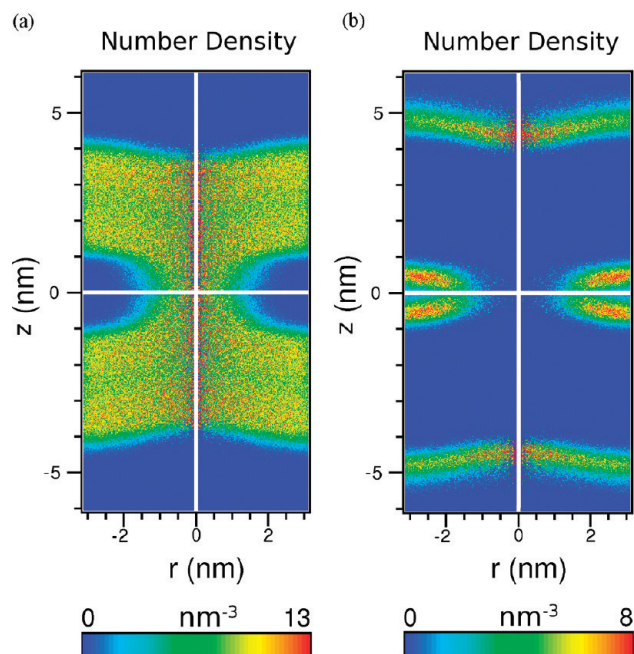 (a)
Number Density
z (nm)
5
0
-5
-2 0 2
r (nm)
0 nm-3 13
(b)
Number Density
z (nm)
5
0
-5
-2 0 2
r (nm)
0 nm-3 8